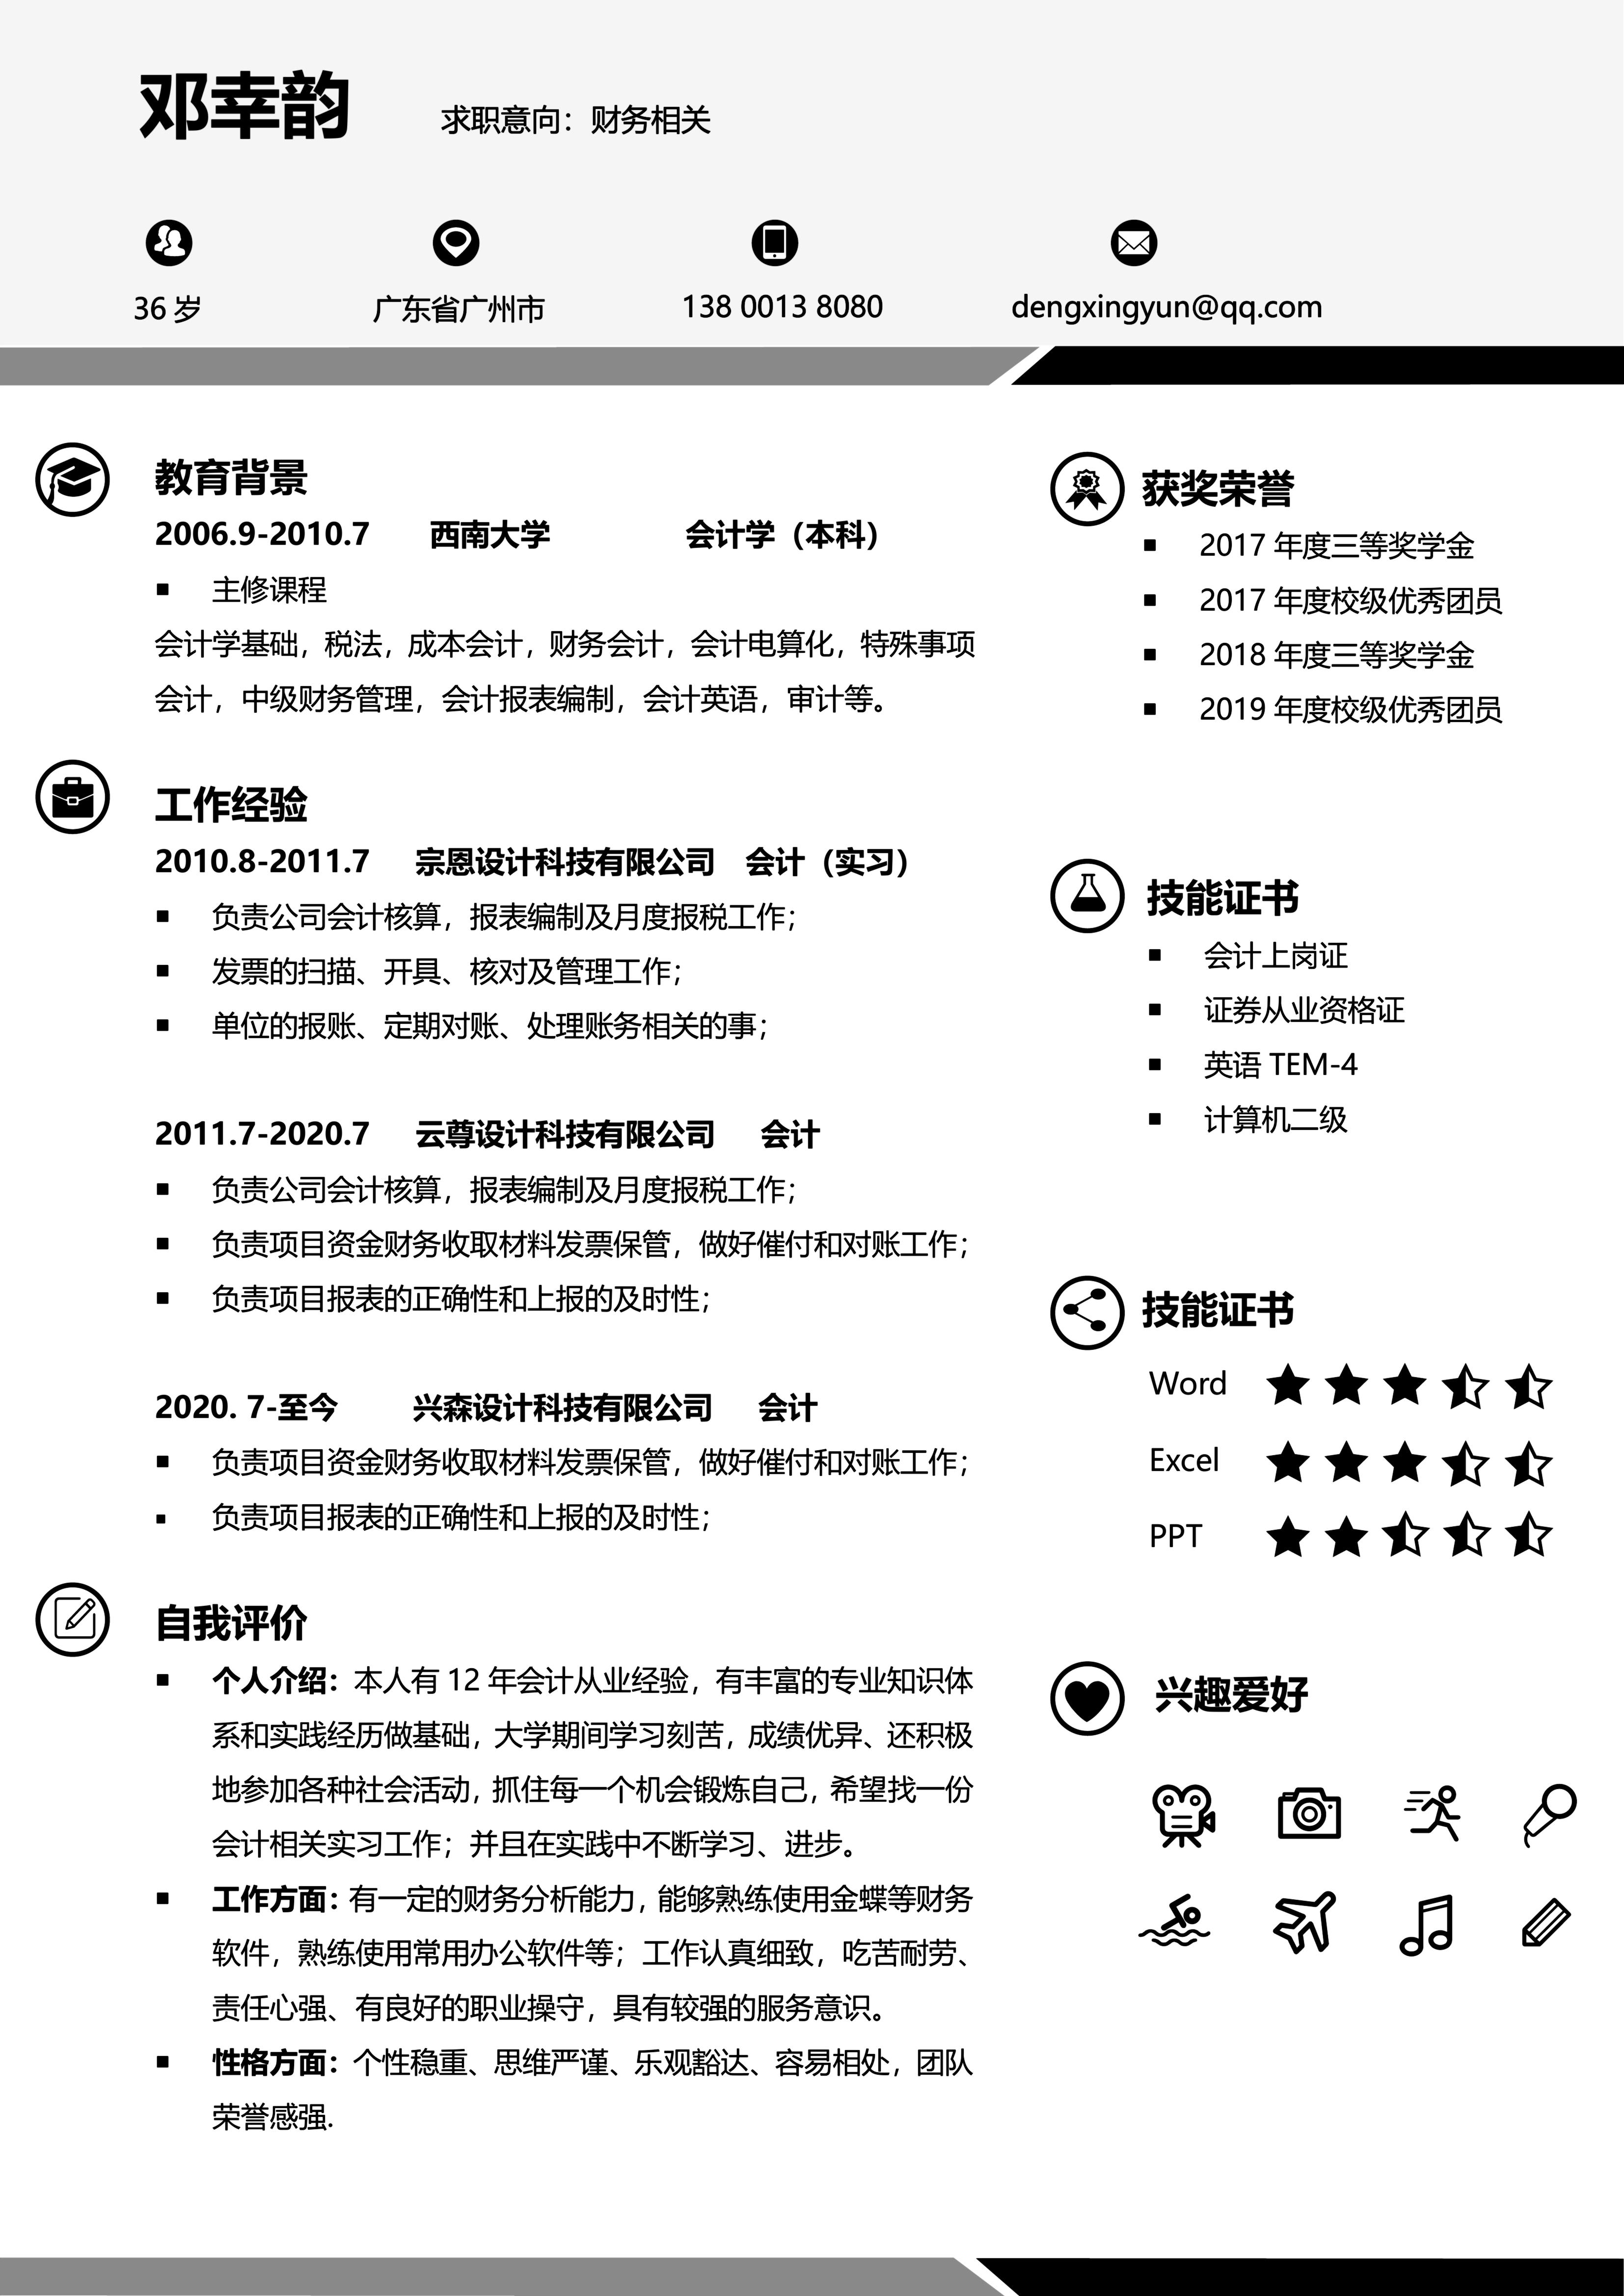 邓幸韵
求职意向：财务相关
36 岁
广东省广州市
138 0013 8080
dengxingyun@qq.com
教育背景
2006.9-2010.7 西南大学 会计学（本科）
■ 主修课程
会计学基础，税法，成本会计，财务会计，会计电算化，特殊事项
会计，中级财务管理，会计报表编制，会计英语，审计等。
工作经验
2010.8-2011.7 宗恩设计科技有限公司 会计（实习）
■ 负责公司会计核算，报表编制及月度报税工作；
■ 发票的扫描、开具、核对及管理工作；
■ 单位的报账、定期对账、处理账务相关的事；
2011.7-2020.7 云尊设计科技有限公司 会计
■ 负责公司会计核算，报表编制及月度报税工作；
■ 负责项目资金财务收取材料发票保管，做好催付和对账工作；
■ 负责项目报表的正确性和上报的及时性；
2020. 7-至今 兴森设计科技有限公司 会计
■ 负责项目资金财务收取材料发票保管，做好催付和对账工作；
■ 负责项目报表的正确性和上报的及时性；
自我评价
■ 个人介绍：本人有 12 年会计从业经验，有丰富的专业知识体
系和实践经历做基础，大学期间学习刻苦，成绩优异、还积极
地参加各种社会活动，抓住每一个机会锻炼自己，希望找一份
会计相关实习工作；并且在实践中不断学习、进步。
■ 工作方面：有一定的财务分析能力，能够熟练使用金蝶等财务
软件，熟练使用常用办公软件等；工作认真细致，吃苦耐劳、
责任心强、有良好的职业操守，具有较强的服务意识。
■ 性格方面：个性稳重、思维严谨、乐观豁达、容易相处，团队
荣誉感强.
获奖荣誉
■ 2017 年度三等奖学金
■ 2017 年度校级优秀团员
■ 2018 年度三等奖学金
■ 2019 年度校级优秀团员
技能证书
■ 会计上岗证
■ 证券从业资格证
■ 英语 TEM-4
■ 计算机二级
技能证书
Word
Excel
PPT
兴趣爱好